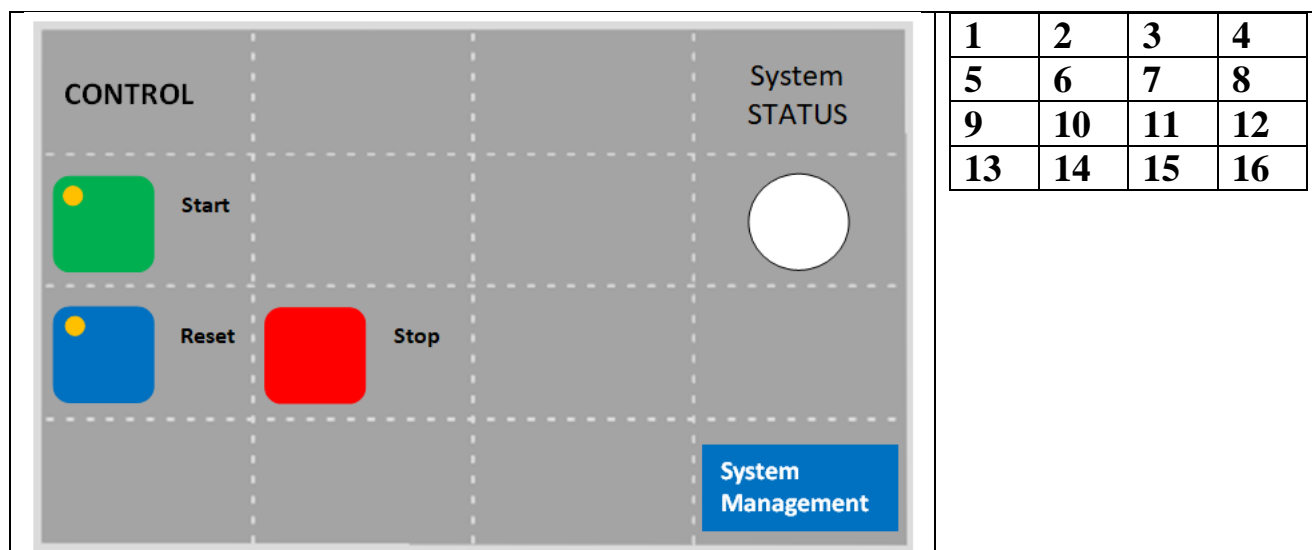 CONTROL
System
STATUS
Start
Reset
Stop
System
Management
1 2 3 4
5 6 7 8
9 10 11 12
13 14 15 16